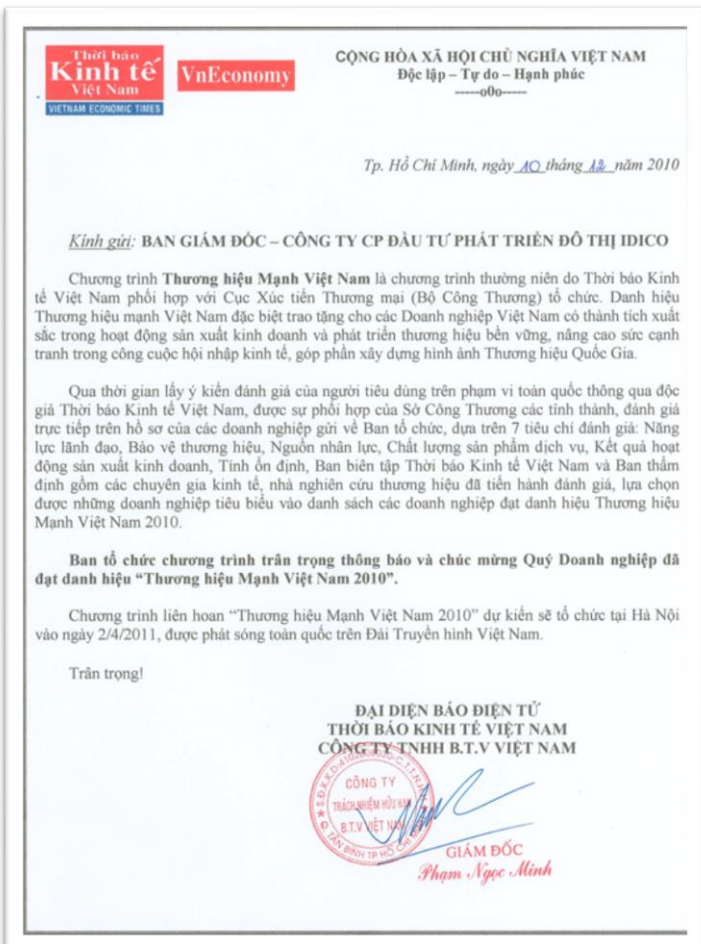 Thời báo
Kinh tế
Việt Nam
VIETNAM ECONOMIC TIMES
VnEconomy
CỘNG HÒA XÃ HỘI CHỦ NGHĨA VIỆT NAM
Độc lập – Tự do – Hạnh phúc
-----o0o-----
Tp. Hồ Chí Minh, ngày 10 tháng 12 năm 2010
Kính gửi: BAN GIÁM ĐỐC – CÔNG TY CP ĐẦU TƯ PHÁT TRIỂN ĐÔ THỊ IDICO
Chương trình Thương hiệu Mạnh Việt Nam là chương trình thường niên do Thời báo Kinh
tế Việt Nam phối hợp với Cục Xúc tiến Thương mại (Bộ Công Thượng) tổ chức. Danh hiệu
Thương hiệu mạnh Việt Nam đặc biệt trao tặng cho các Doanh nghiệp Việt Nam có thành tích xuất
sắc trong hoạt động sản xuất kinh doanh và phát triển thương hiệu bền vững, nâng cao sức cạnh
tranh trong công cuộc hội nhập kinh tế, góp phần xây dựng hình ảnh Thương hiệu Quốc Gia.
Qua thời gian lấy ý kiến đánh giá của người tiêu dùng trên phạm vi toàn quốc thông qua độc
giả Thời báo Kinh tế Việt Nam, được sự phối hợp của Sở Công Thương các tỉnh thành, đánh giá
trực tiếp trên hồ sơ của các doanh nghiệp gửi về Ban tổ chức, dựa trên 7 tiêu chí đánh giá: Năng
lực lãnh đạo, Bảo vệ thương hiệu, Nguồn nhân lực, Chất lượng sản phẩm dịch vụ, Kết quả hoạt
động sản xuất kinh doanh, Tính ổn định, Ban biên tập Thời báo Kinh tế Việt Nam và Ban thẩm
định gồm các chuyên gia kinh tế, nhà nghiên cứu thương hiệu đã tiến hành đánh giá, lựa chọn
được những doanh nghiệp tiêu biểu vào danh sách các doanh nghiệp đạt danh hiệu Thương hiệu
Mạnh Việt Nam 2010.
Ban tổ chức chương trình trân trọng thông báo và chúc mừng Quý Doanh nghiệp đã
đạt danh hiệu “Thương hiệu Mạnh Việt Nam 2010”.
Chương trình liên hoan “Thương hiệu Mạnh Việt Nam 2010” dự kiến sẽ tổ chức tại Hà Nội
vào ngày 2/4/2011, được phát sóng toàn quốc trên Đài Truyền hình Việt Nam.
Trân trọng!
ĐẠI DIỆN BÁO ĐIỆN TỬ
THỜI BÁO KINH TẾ VIỆT NAM
CÔNG TY TNHH B.T.V VIỆT NAM
CÔNG TY
TRÁCH NHIỆM HỮU HẠN
B.T.V VIỆT NAM
Q. TÂN BÌNH TP. HỒ CHÍ
GIÁM ĐỐC
Phạm Ngọc Minh